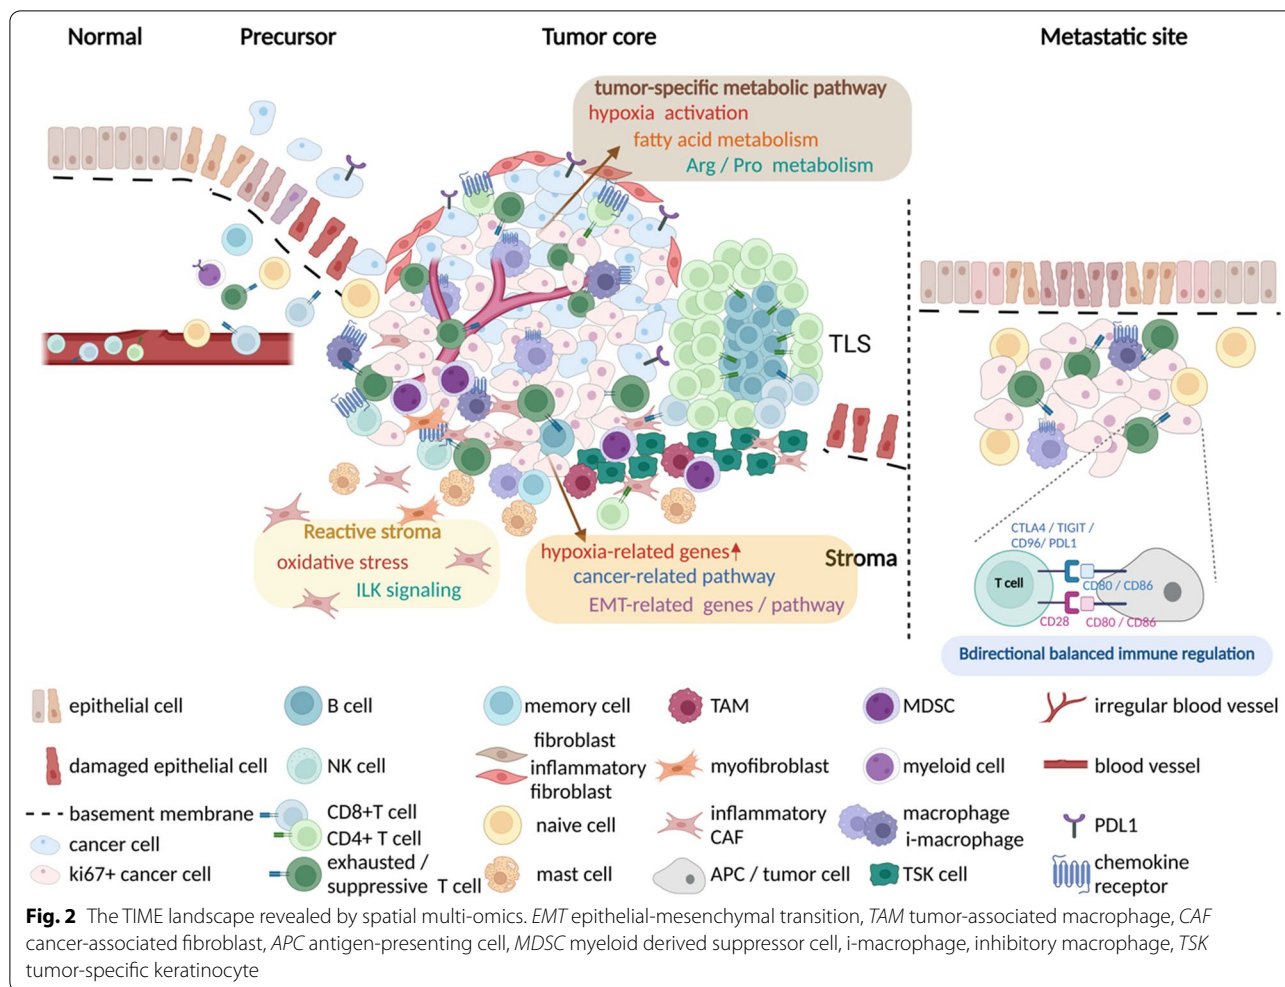 Normal
Precursor
Tumor core
Metastatic site
tumor-specific metabolic pathway
hypoxia activation
fatty acid metabolism
Arg / Pro metabolism
TLS
Reactive stroma
oxidative stress
ILK signaling
hypoxia-related genes
cancer-related pathway
EMT-related genes / pathway
Stroma
CTLA4 / TIGIT /
CD96/ PDL1
T cell
CD80 / CD86
CD28
CD80 / CD86
Bdirectional balanced immune regulation
epithelial cell
B cell
memory cell
TAM
MDSC
irregular blood vessel
damaged epithelial cell
NK cell
fibroblast
inflammatory
fibroblast
myofibroblast
myeloid cell
blood vessel
basement membrane
CD8+T cell
CD4+ T cell
naive cell
inflammatory
CAF
macrophage
i-macrophage
PDL1
cancer cell
ki67+ cancer cell
exhausted /
suppressive T cell
mast cell
APC / tumor cell
TSK cell
chemokine
receptor
Fig. 2 The TIME landscape revealed by spatial multi-omics. EMT epithelial-mesenchymal transition, TAM tumor-associated macrophage, CAF
cancer-associated fibroblast, APC antigen-presenting cell, MDSC myeloid derived suppressor cell, i-macrophage, inhibitory macrophage, TSK
tumor-specific keratinocyte